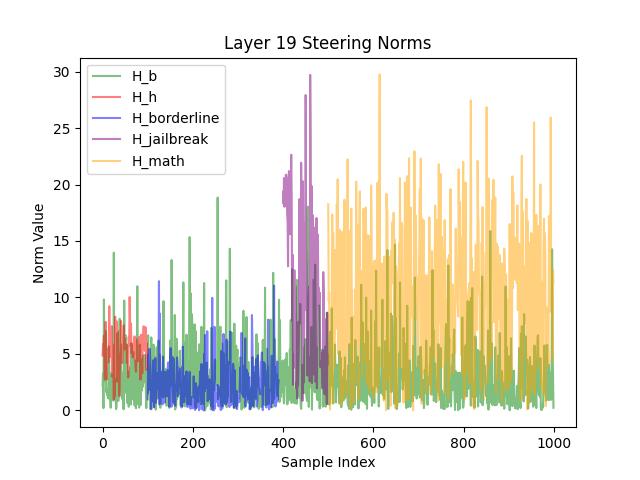 Layer 19 Steering Norms
H_b
H_h
H_borderline
H_jailbreak
H_math
30
25
20
15
10
5
0
Norm Value
0
200
400
600
800
1000
Sample Index